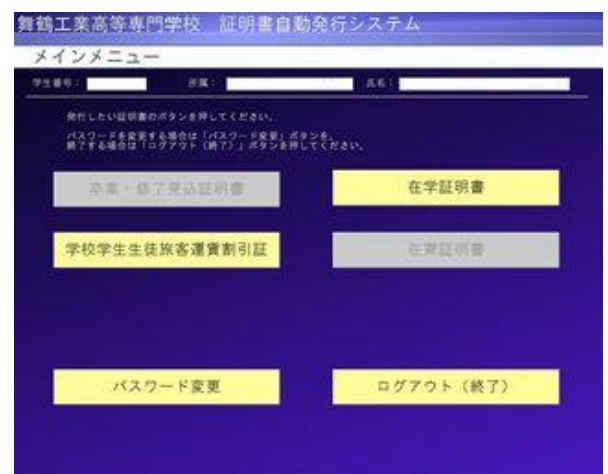 舞鶴工業高等専門学校 証明書自動発行システム
メインメニュー
学生番号： 所属： 氏名：
発行したい証明書のボタンを押してください。
パスワードを変更する場合は「パスワード変更」ボタンを、
終了する場合は「ログアウト（終了）」ボタンを押してください。
卒業・修了見込証明書 在学証明書
学校学生生徒旅客運賃割引証 在寮証明書
パスワード変更 ログアウト（終了）